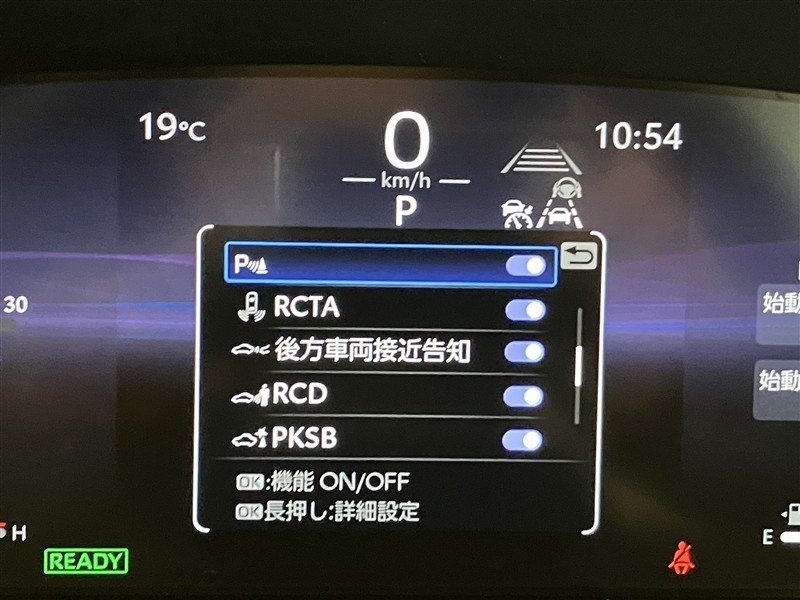 19℃
0
10:54
km/h
P
P
RCTA
30
始動
後方車両接近告知
始動
RCD
PKSB
OK:機能 ON/OFF
OK長押し:詳細設定
H
E
READY